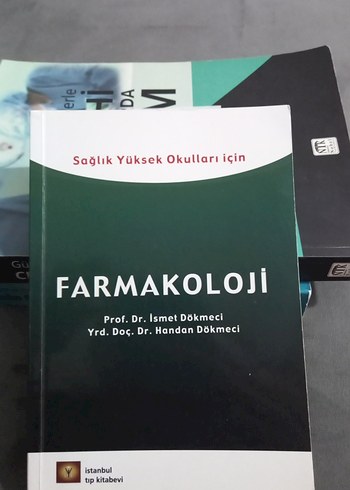 Sağlık Yüksek Okulları için
FARMAKOLOJİ
Prof. Dr. İsmet Dökmeci
Yrd. Doç. Dr. Handan Dökmeci
istanbul
tıp kitabevi